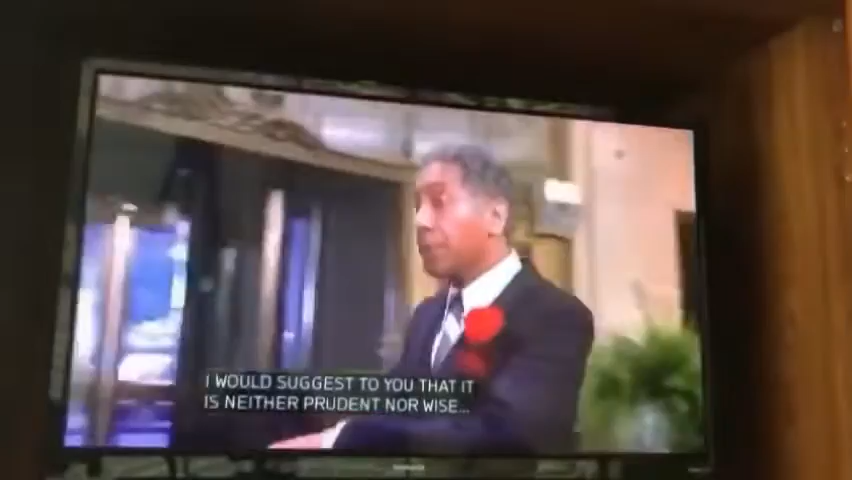 I WOULD SUGGEST TO YOU THAT IT
IS NEITHER PRUDENT NOR WISE...